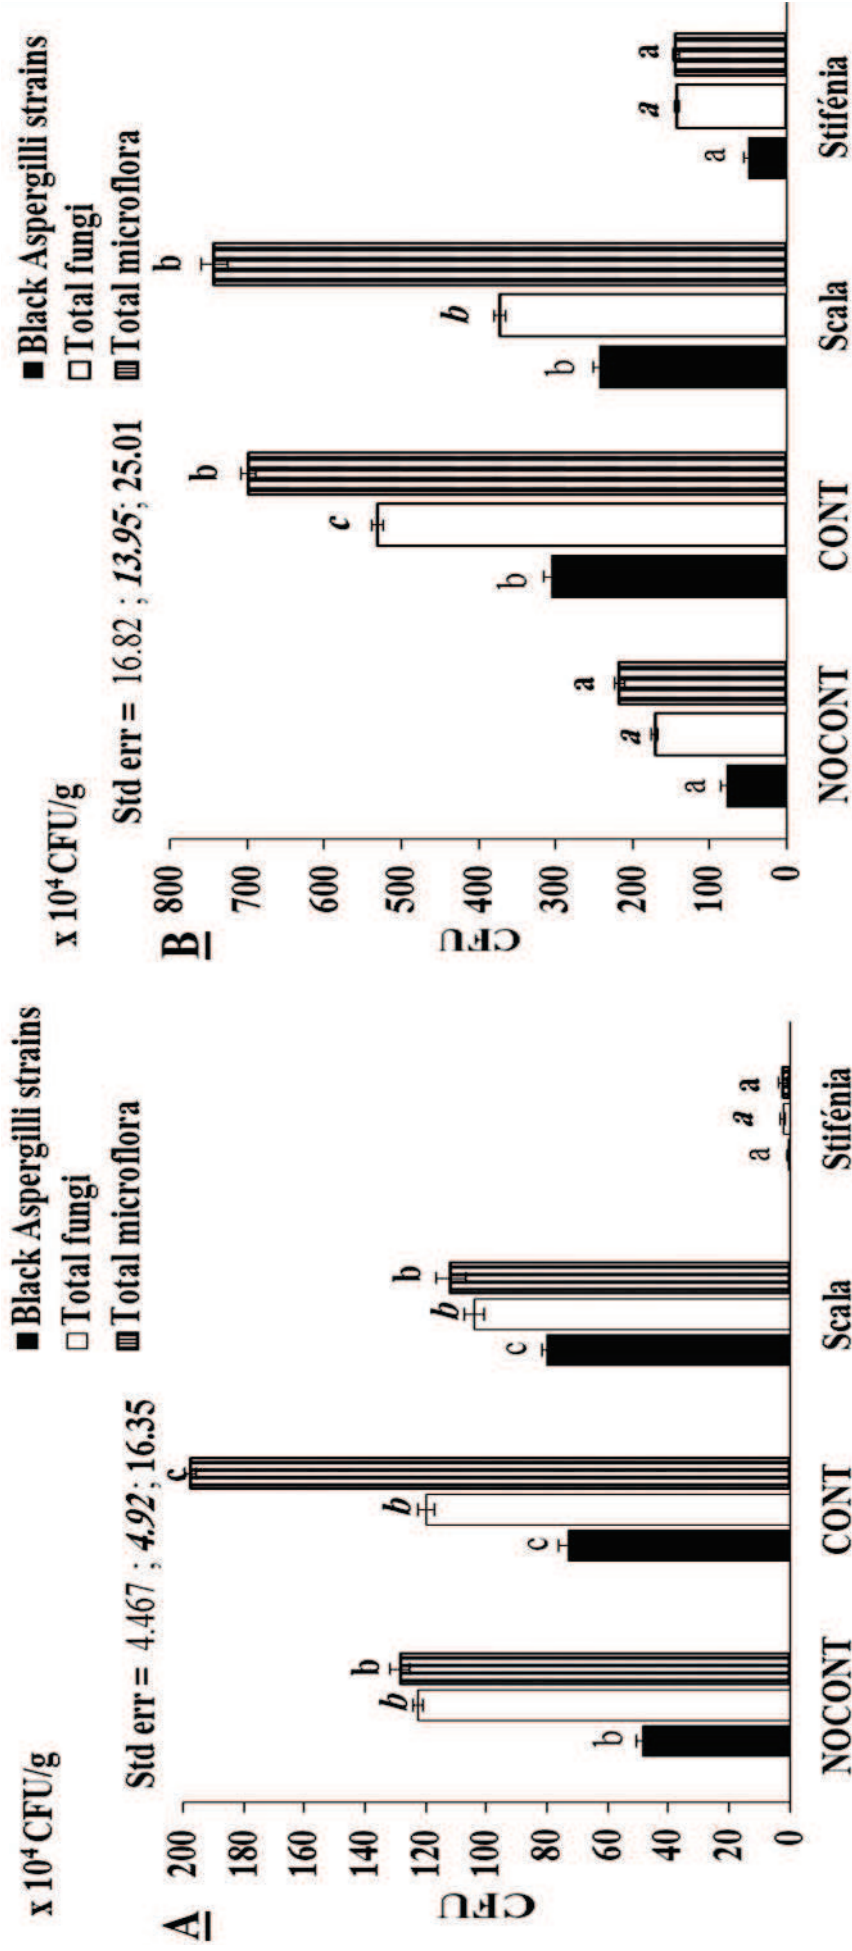 x 10⁴ CFU/g
■ Black Aspergilli strains
□ Total fungi
▥ Total microflora
Std err = 4.467 ; 4.92 ; 16.35
A
CFU
200
180
160
140
120
100
80
60
40
20
0
b b b
c b c
c b b
a a a
NOCONT CONT Scala Stifénia
x 10⁴ CFU/g
■ Black Aspergilli strains
□ Total fungi
▥ Total microflora
Std err = 16.82 ; 13.95; 25.01
B
CFU
800
700
600
500
400
300
200
100
0
a a a
b c b
b b b
a a a
NOCONT CONT Scala Stifénia